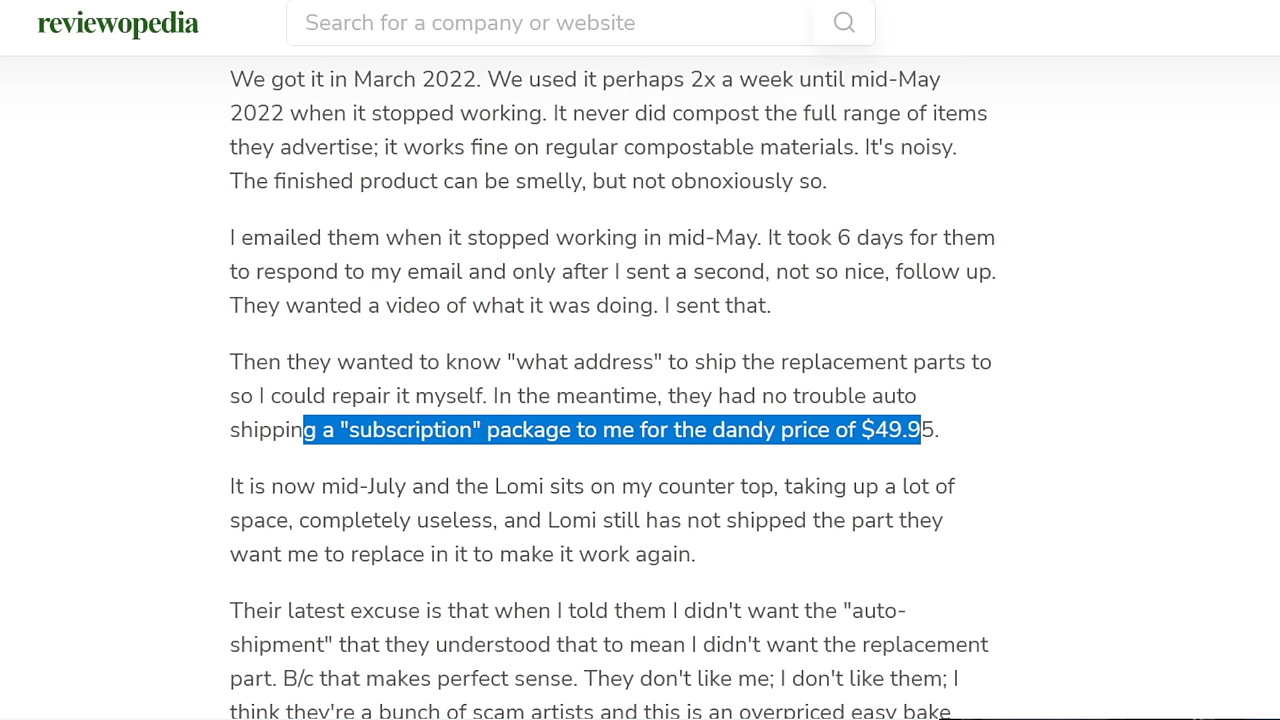 reviewopedia
Search for a company or website
We got it in March 2022. We used it perhaps 2x a week until mid-May
2022 when it stopped working. It never did compost the full range of items
they advertise; it works fine on regular compostable materials. It's noisy.
The finished product can be smelly, but not obnoxiously so.
I emailed them when it stopped working in mid-May. It took 6 days for them
to respond to my email and only after I sent a second, not so nice, follow up.
They wanted a video of what it was doing. I sent that.
Then they wanted to know "what address" to ship the replacement parts to
so I could repair it myself. In the meantime, they had no trouble auto
shipping a "subscription" package to me for the dandy price of $49.95.
It is now mid-July and the Lomi sits on my counter top, taking up a lot of
space, completely useless, and Lomi still has not shipped the part they
want me to replace in it to make it work again.
Their latest excuse is that when I told them I didn't want the "auto-
shipment" that they understood that to mean I didn't want the replacement
part. B/c that makes perfect sense. They don't like me; I don't like them; I
think they're a bunch of scam artists and this is an overpriced easy bake